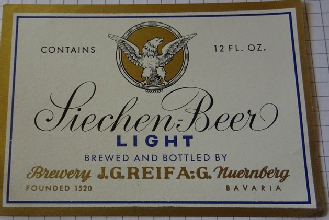 CONTAINS 12 FL. OZ.
Siechen-Beer
LIGHT
BREWED AND BOTTLED BY
Brewery J.G. REIF A:G. Nuernberg
FOUNDED 1520 BAVARIA